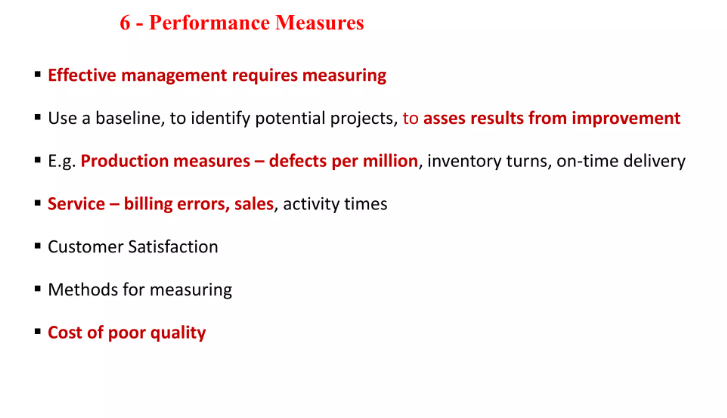 6 - Performance Measures
▪ Effective management requires measuring
▪ Use a baseline, to identify potential projects, to asses results from improvement
▪ E.g. Production measures – defects per million, inventory turns, on-time delivery
▪ Service – billing errors, sales, activity times
▪ Customer Satisfaction
▪ Methods for measuring
▪ Cost of poor quality